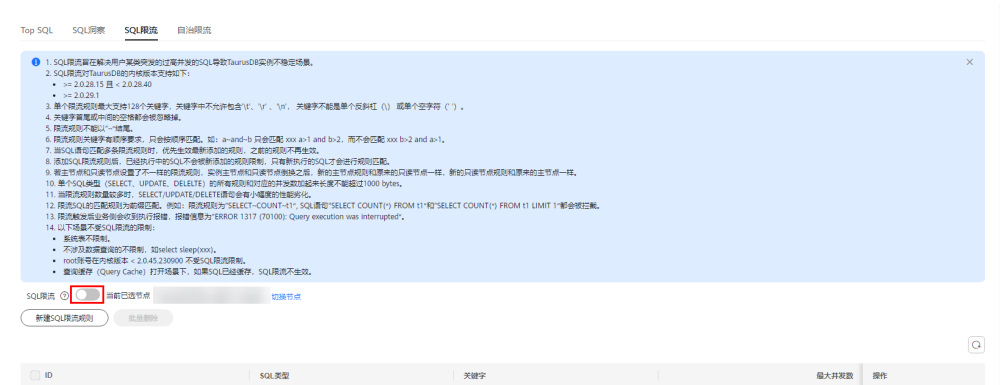 Top SQL SQL洞察 SQL限流 自治限流
1. SQL限流旨在解决用户某类突发的过高并发的SQL导致TaurusDB实例不稳定场景。
2. SQL限流对TaurusDB的内核版本支持如下：
• >= 2.0.28.15 且 < 2.0.28.40
• >= 2.0.29.1
3. 单个限流规则最大支持128个关键字，关键字中不允许包含'\t'、'\r'、'\n'， 关键字不能是单个反斜杠（\） 或单个空字符（' '）。
4. 关键字首尾或中间的空格都会被忽略掉。
5. 限流规则不能以"~"结尾。
6. 限流规则关键字有顺序要求，只会按顺序匹配。如：a~and~b 只会匹配 xxx a>1 and b>2，而不会匹配 xxx b>2 and a>1。
7. 当SQL语句匹配多条限流规则时，优先生效最新添加的规则，之前的规则不再生效。
8. 添加SQL限流规则后，已经执行中的SQL不会被新添加的规则限制，只有新执行的SQL才会进行规则匹配。
9. 若主节点和只读节点设置了不一样的限流规则，实例主节点和只读节点倒换之后，新的主节点规则和原来的只读节点一样，新的只读节点规则和原来的主节点一样。
10. 单个SQL类型（SELECT、UPDATE、DELELTE）的所有规则和对应的并发数加起来长度不能超过1000 bytes。
11. 当限流规则数量较多时，SELECT/UPDATE/DELETE语句会有小幅度的性能劣化。
12. 限流SQL的匹配规则为前缀匹配。例如：限流规则为"SELECT~COUNT~t1"，SQL语句"SELECT COUNT(*) FROM t1"和"SELECT COUNT(*) FROM t1 LIMIT 1"都会被拦截。
13. 限流触发后业务侧会收到执行报错，报错信息为"ERROR 1317 (70100): Query execution was interrupted"。
14. 以下场景不受SQL限流的限制：
• 系统表不限制。
• 不涉及数据查询的不限制，如select sleep(xxx)。
• root账号在内核版本 < 2.0.45.230900 不受SQL限流限制。
• 查询缓存（Query Cache）打开场景下，如果SQL已经缓存，SQL限流不生效。
SQL限流 当前已选节点 切换节点
新建SQL限流规则 批量删除
ID SQL类型 关键字 最大并发数 操作